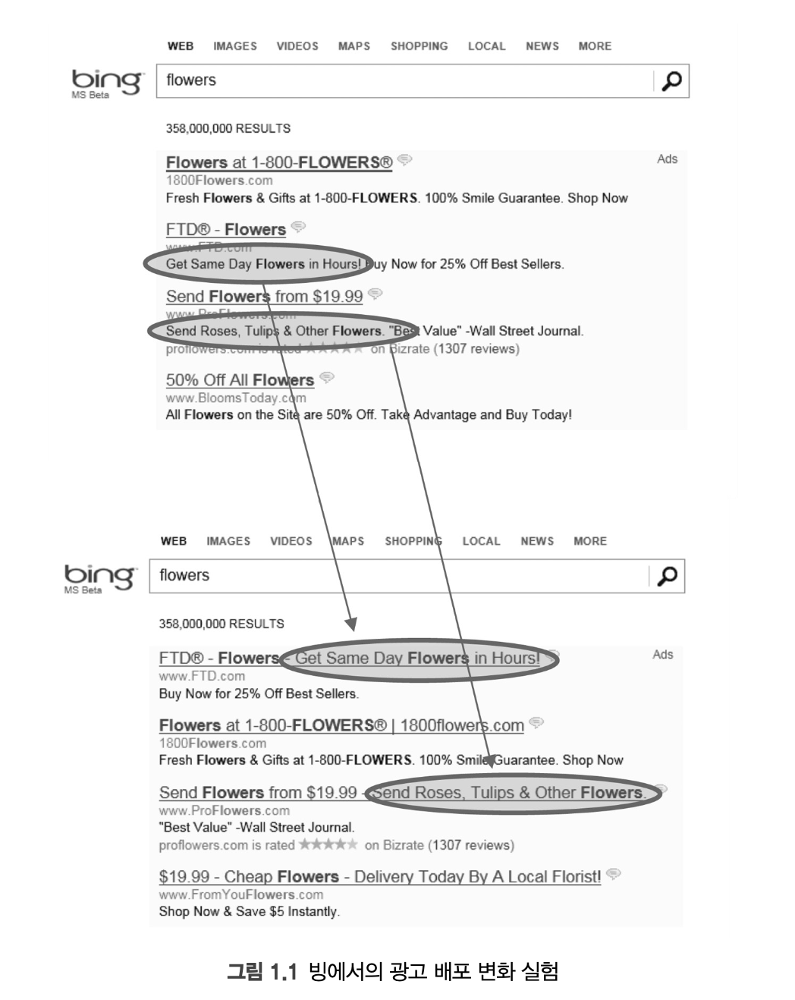 WEB IMAGES VIDEOS MAPS SHOPPING LOCAL NEWS MORE
bing
MS Beta
flowers
358,000,000 RESULTS
Flowers at 1-800-FLOWERS®
Ads
1800Flowers.com
Fresh Flowers & Gifts at 1-800-FLOWERS. 100% Smile Guarantee. Shop Now
FTD® - Flowers
www.FTD.com
Get Same Day Flowers in Hours! Buy Now for 25% Off Best Sellers.
Send Flowers from $19.99
www.ProFlowers.com
Send Roses, Tulips & Other Flowers. "Best Value" -Wall Street Journal.
proflowers.com is rated ★★★★★ on Bizrate (1307 reviews)
50% Off All Flowers
www.BloomsToday.com
All Flowers on the Site are 50% Off. Take Advantage and Buy Today!
WEB IMAGES VIDEOS MAPS SHOPPING LOCAL NEWS MORE
bing
MS Beta
flowers
358,000,000 RESULTS
FTD® - Flowers - Get Same Day Flowers in Hours!
Ads
www.FTD.com
Buy Now for 25% Off Best Sellers.
Flowers at 1-800-FLOWERS® | 1800flowers.com
1800Flowers.com
Fresh Flowers & Gifts at 1-800-FLOWERS. 100% Smile Guarantee. Shop Now
Send Flowers from $19.99 - Send Roses, Tulips & Other Flowers.
www.ProFlowers.com
"Best Value" -Wall Street Journal.
proflowers.com is rated ★★★★★ on Bizrate (1307 reviews)
$19.99 - Cheap Flowers - Delivery Today By A Local Florist!
www.FromYouFlowers.com
Shop Now & Save $5 Instantly.
그림 1.1 빙에서의 광고 배포 변화 실험